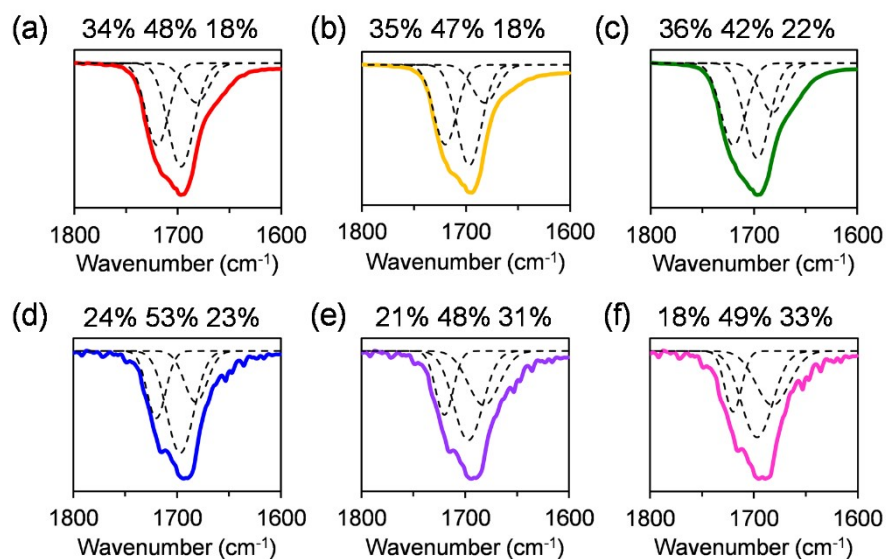 (a) 34% 48% 18%
(b) 35% 47% 18%
(c) 36% 42% 22%
1800 1700 1600
1800 1700 1600
1800 1700 1600
Wavenumber (cm⁻¹)
Wavenumber (cm⁻¹)
Wavenumber (cm⁻¹)
(d) 24% 53% 23%
(e) 21% 48% 31%
(f) 18% 49% 33%
1800 1700 1600
1800 1700 1600
1800 1700 1600
Wavenumber (cm⁻¹)
Wavenumber (cm⁻¹)
Wavenumber (cm⁻¹)